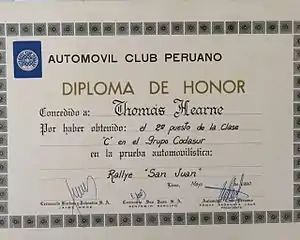 AUTOMOVIL CLUB PERUANO
DIPLOMA DE HONOR
Concedido a: Thomas Hearne
Por haber obtenido: el 2º puesto de la Clase
"C" en el Grupo Codasur
en la prueba automovilística:
Rallye "San Juan"
Lima, Mayo